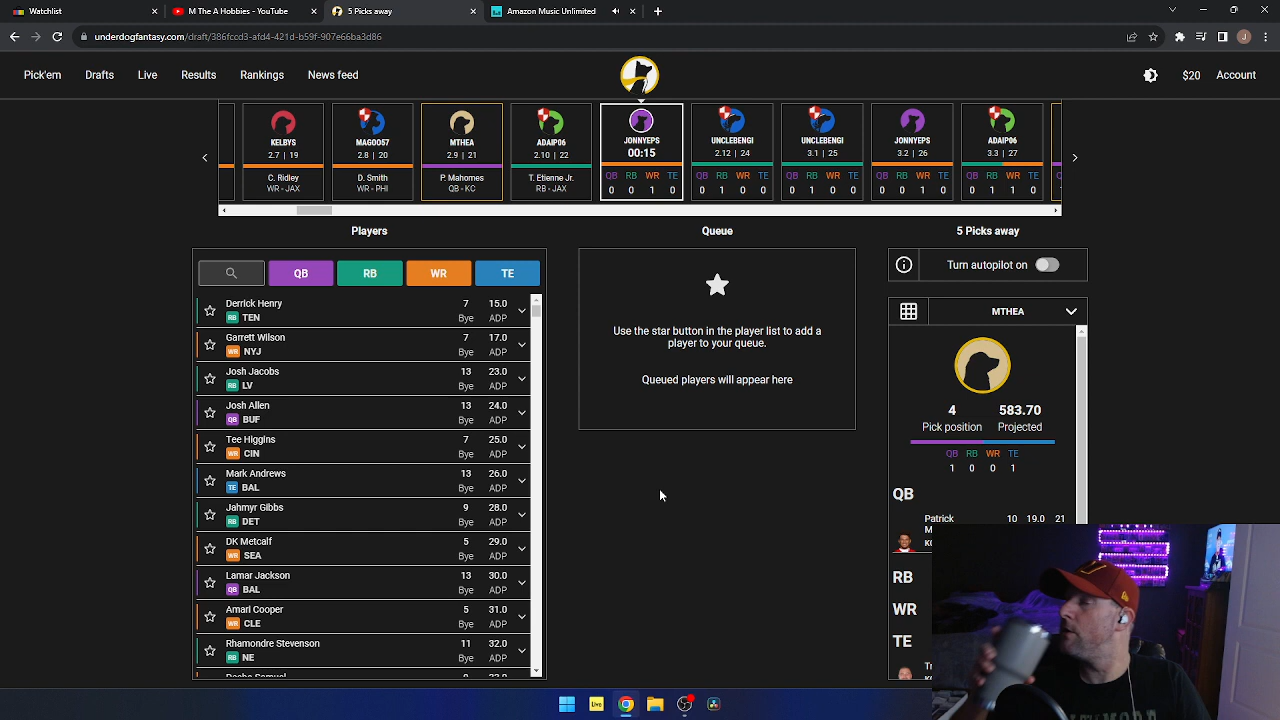 Watchlist
M The A Hobbies - YouTube
5 Picks away
Amazon Music Unlimited
underdogfantasy.com/draft/386fccd3-afd4-421d-b59f-907e66ba3d86
J
Pick'em Drafts Live Results Rankings News feed
$20 Account
KELBYS
2.7 | 19
C. Ridley
WR - JAX
MAGO057
2.8 | 20
D. Smith
WR - PHI
MTHEA
2.9 | 21
P. Mahomes
QB - KC
ADAIP06
2.10 | 22
T. Etienne Jr.
RB - JAX
JONNYEPS
00:15
QB RB WR TE
0 0 1 0
UNCLEBENGI
2.12 | 24
QB RB WR TE
0 1 0 0
UNCLEBENGI
3.1 | 25
QB RB WR TE
0 1 0 0
JONNYEPS
3.2 | 26
QB RB WR TE
0 0 1 0
ADAIP06
3.3 | 27
QB RB WR TE
0 1 1 0
Players
QB RB WR TE
Derrick Henry 7 15.0
RB TEN Bye ADP
Garrett Wilson 7 17.0
WR NYJ Bye ADP
Josh Jacobs 13 23.0
RB LV Bye ADP
Josh Allen 13 24.0
QB BUF Bye ADP
Tee Higgins 7 25.0
WR CIN Bye ADP
Mark Andrews 13 26.0
TE BAL Bye ADP
Jahmyr Gibbs 9 28.0
RB DET Bye ADP
DK Metcalf 5 29.0
WR SEA Bye ADP
Lamar Jackson 13 30.0
QB BAL Bye ADP
Amari Cooper 5 31.0
WR CLE Bye ADP
Rhamondre Stevenson 11 32.0
RB NE Bye ADP
Queue
Use the star button in the player list to add a
player to your queue.
Queued players will appear here
5 Picks away
Turn autopilot on
MTHEA
4 583.70
Pick position Projected
QB RB WR TE
1 0 0 1
QB
Patrick 10 19.0 21
RB
WR
TE
Live